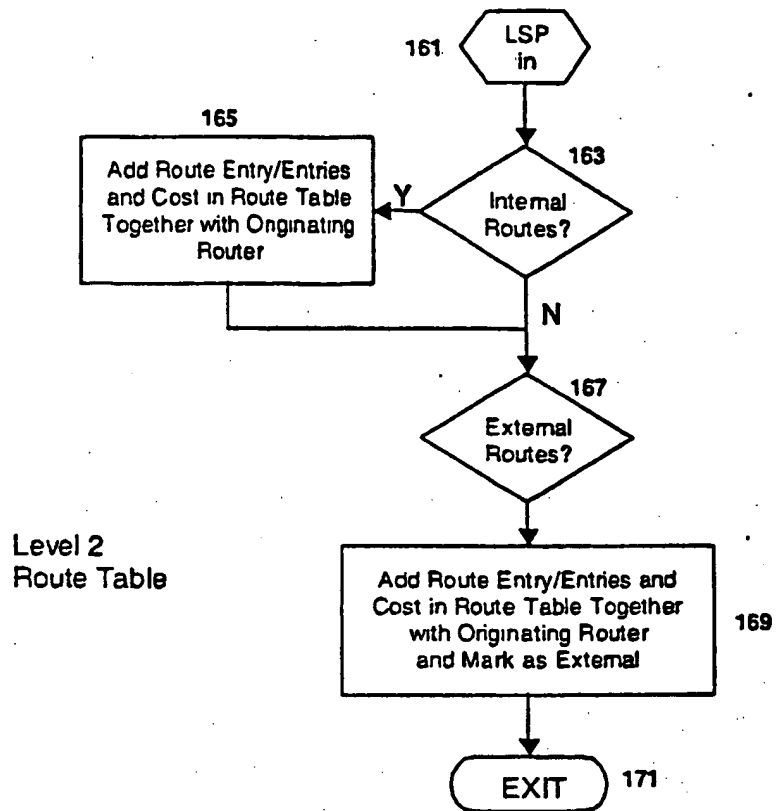 161
LSP
in
165
163
Add Route Entry/Entries
and Cost in Route Table
Together with Originating
Router
Y
Internal
Routes?
N
167
External
Routes?
Level 2
Route Table
Add Route Entry/Entries and
Cost in Route Table Together
with Originating Router
and Mark as External
169
EXIT
171